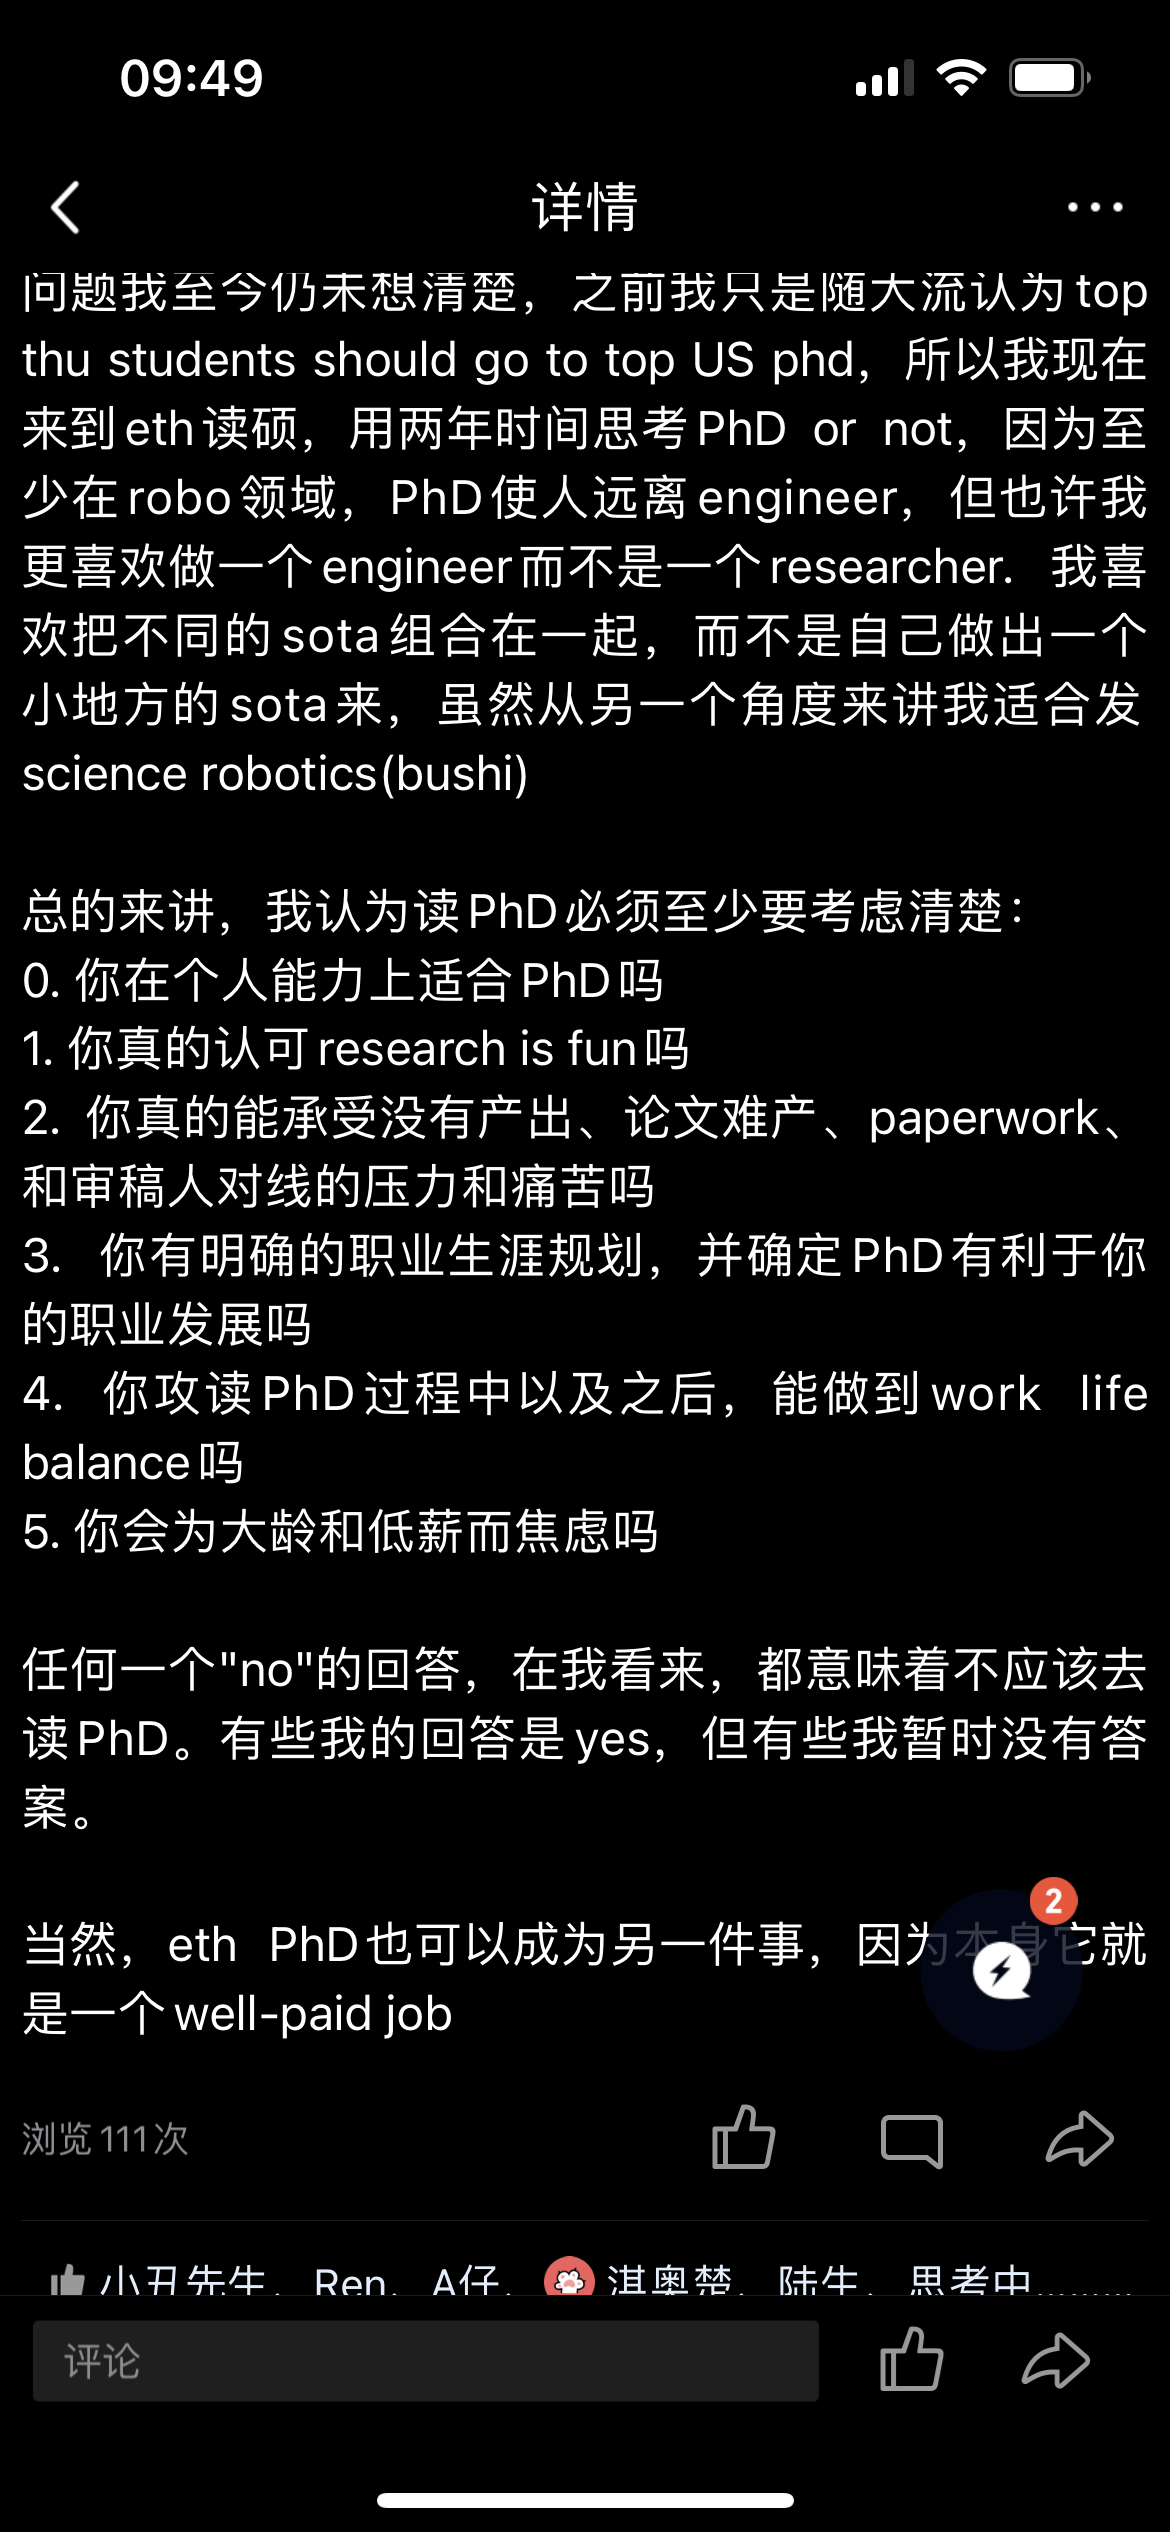 09:49
详情
问题我至今仍未想清楚，之前我只是随大流认为top
thu students should go to top US phd，所以我现在
来到eth读硕，用两年时间思考PhD or not，因为至
少在robo领域，PhD使人远离engineer，但也许我
更喜欢做一个engineer而不是一个researcher. 我喜
欢把不同的sota组合在一起，而不是自己做出一个
小地方的sota来，虽然从另一个角度来讲我适合发
science robotics(bushi)
总的来讲，我认为读PhD必须至少要考虑清楚：
0. 你在个人能力上适合PhD吗
1. 你真的认可research is fun吗
2. 你真的能承受没有产出、论文难产、paperwork、
和审稿人对线的压力和痛苦吗
3. 你有明确的职业生涯规划，并确定PhD有利于你
的职业发展吗
4. 你攻读PhD过程中以及之后，能做到work life
balance吗
5. 你会为大龄和低薪而焦虑吗
任何一个"no"的回答，在我看来，都意味着不应该去
读PhD。有些我的回答是yes，但有些我暂时没有答
案。
2
当然，eth PhD也可以成为另一件事，因为本身它就
是一个well-paid job
浏览111次
小丑先生、Ren、A仔、淇奥楚、陆生、思考中.........
评论